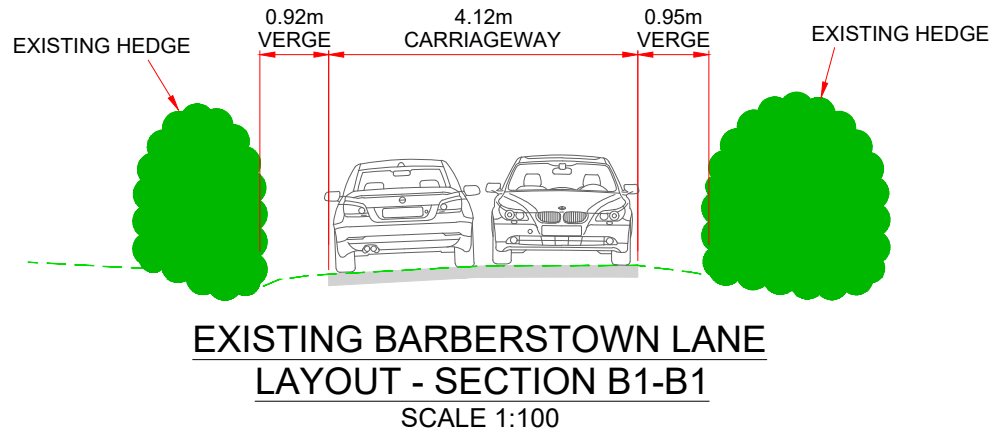 0.92m
VERGE
4.12m
CARRIAGEWAY
0.95m
VERGE
EXISTING HEDGE
EXISTING HEDGE
EXISTING BARBERSTOWN LANE
LAYOUT - SECTION B1-B1
SCALE 1:100